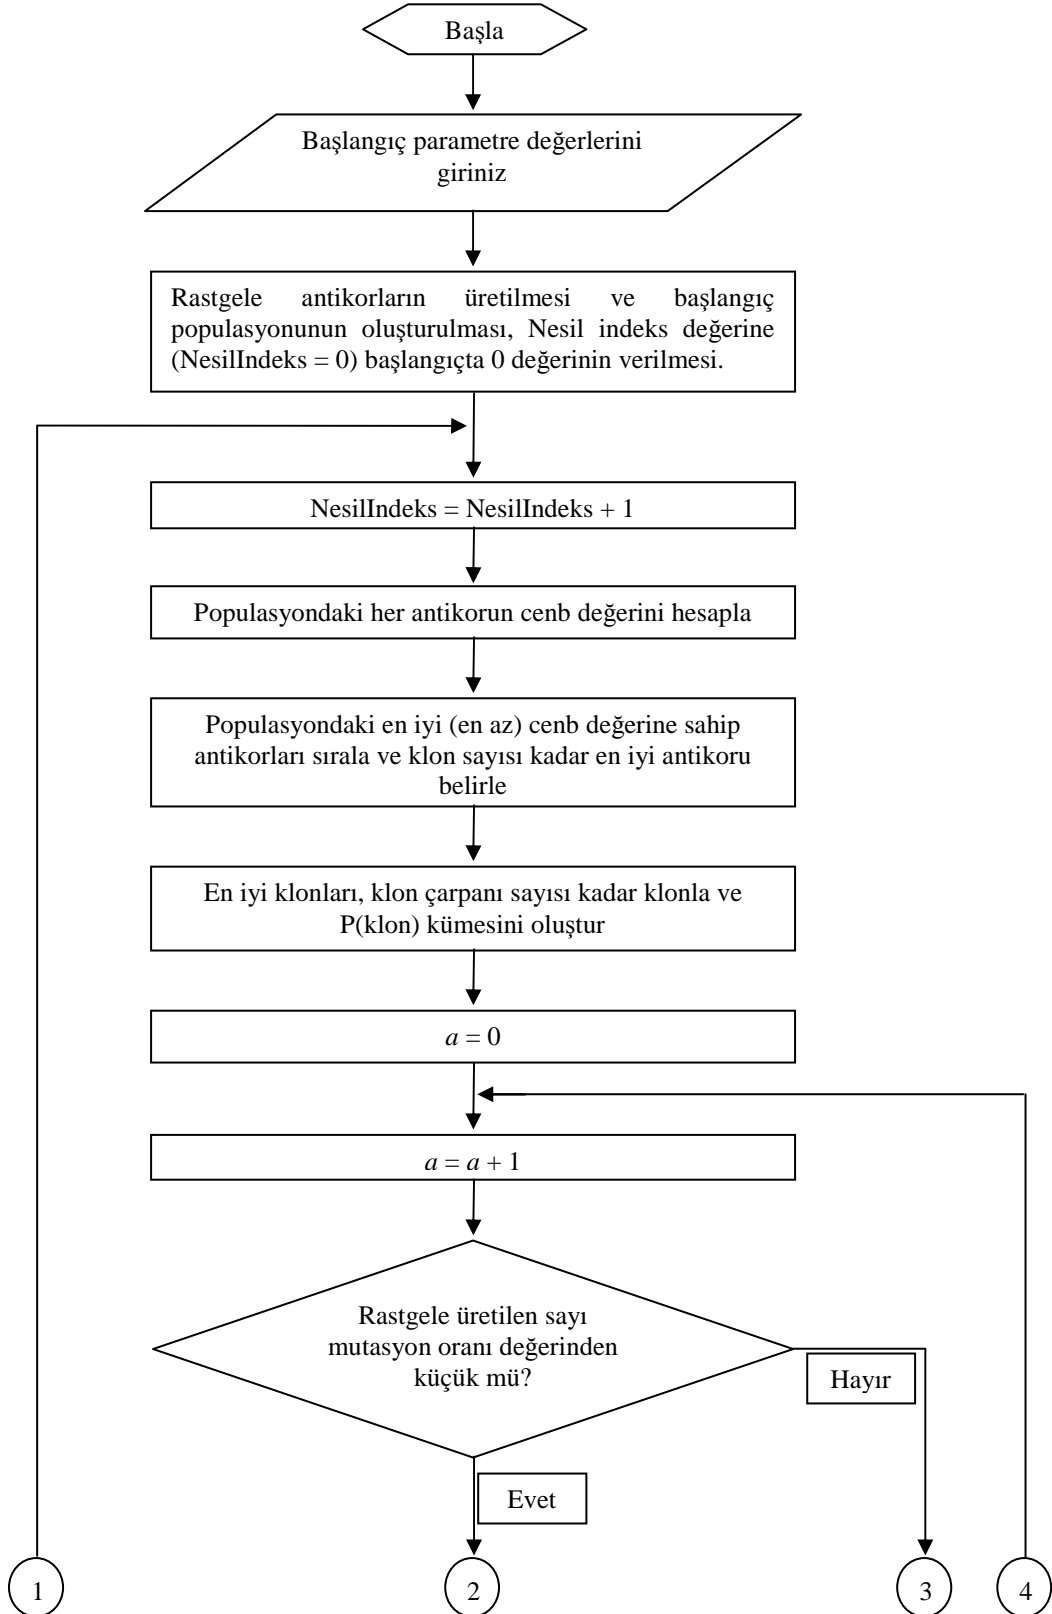 Başla
Başlangıç parametre değerlerini
giriniz
Rastgele antikorların üretilmesi ve başlangıç
populasyonunun oluşturulması, Nesil indeks değerine
(NesilIndeks = 0) başlangıçta 0 değerinin verilmesi.
NesilIndeks = NesilIndeks + 1
Populasyondaki her antikorun cenb değerini hesapla
Populasyondaki en iyi (en az) cenb değerine sahip
antikorları sırala ve klon sayısı kadar en iyi antikoru
belirle
En iyi klonları, klon çarpanı sayısı kadar klonla ve
P(klon) kümesini oluştur
a = 0
a = a + 1
Rastgele üretilen sayı
mutasyon oranı değerinden
küçük mü?
Hayır
Evet
1
2
3
4